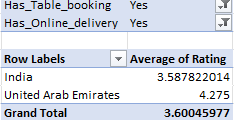 Has_Table_booking Yes
Has_Online_delivery Yes
Row Labels Average of Rating
India 3.587822014
United Arab Emirates 4.275
Grand Total 3.60045977